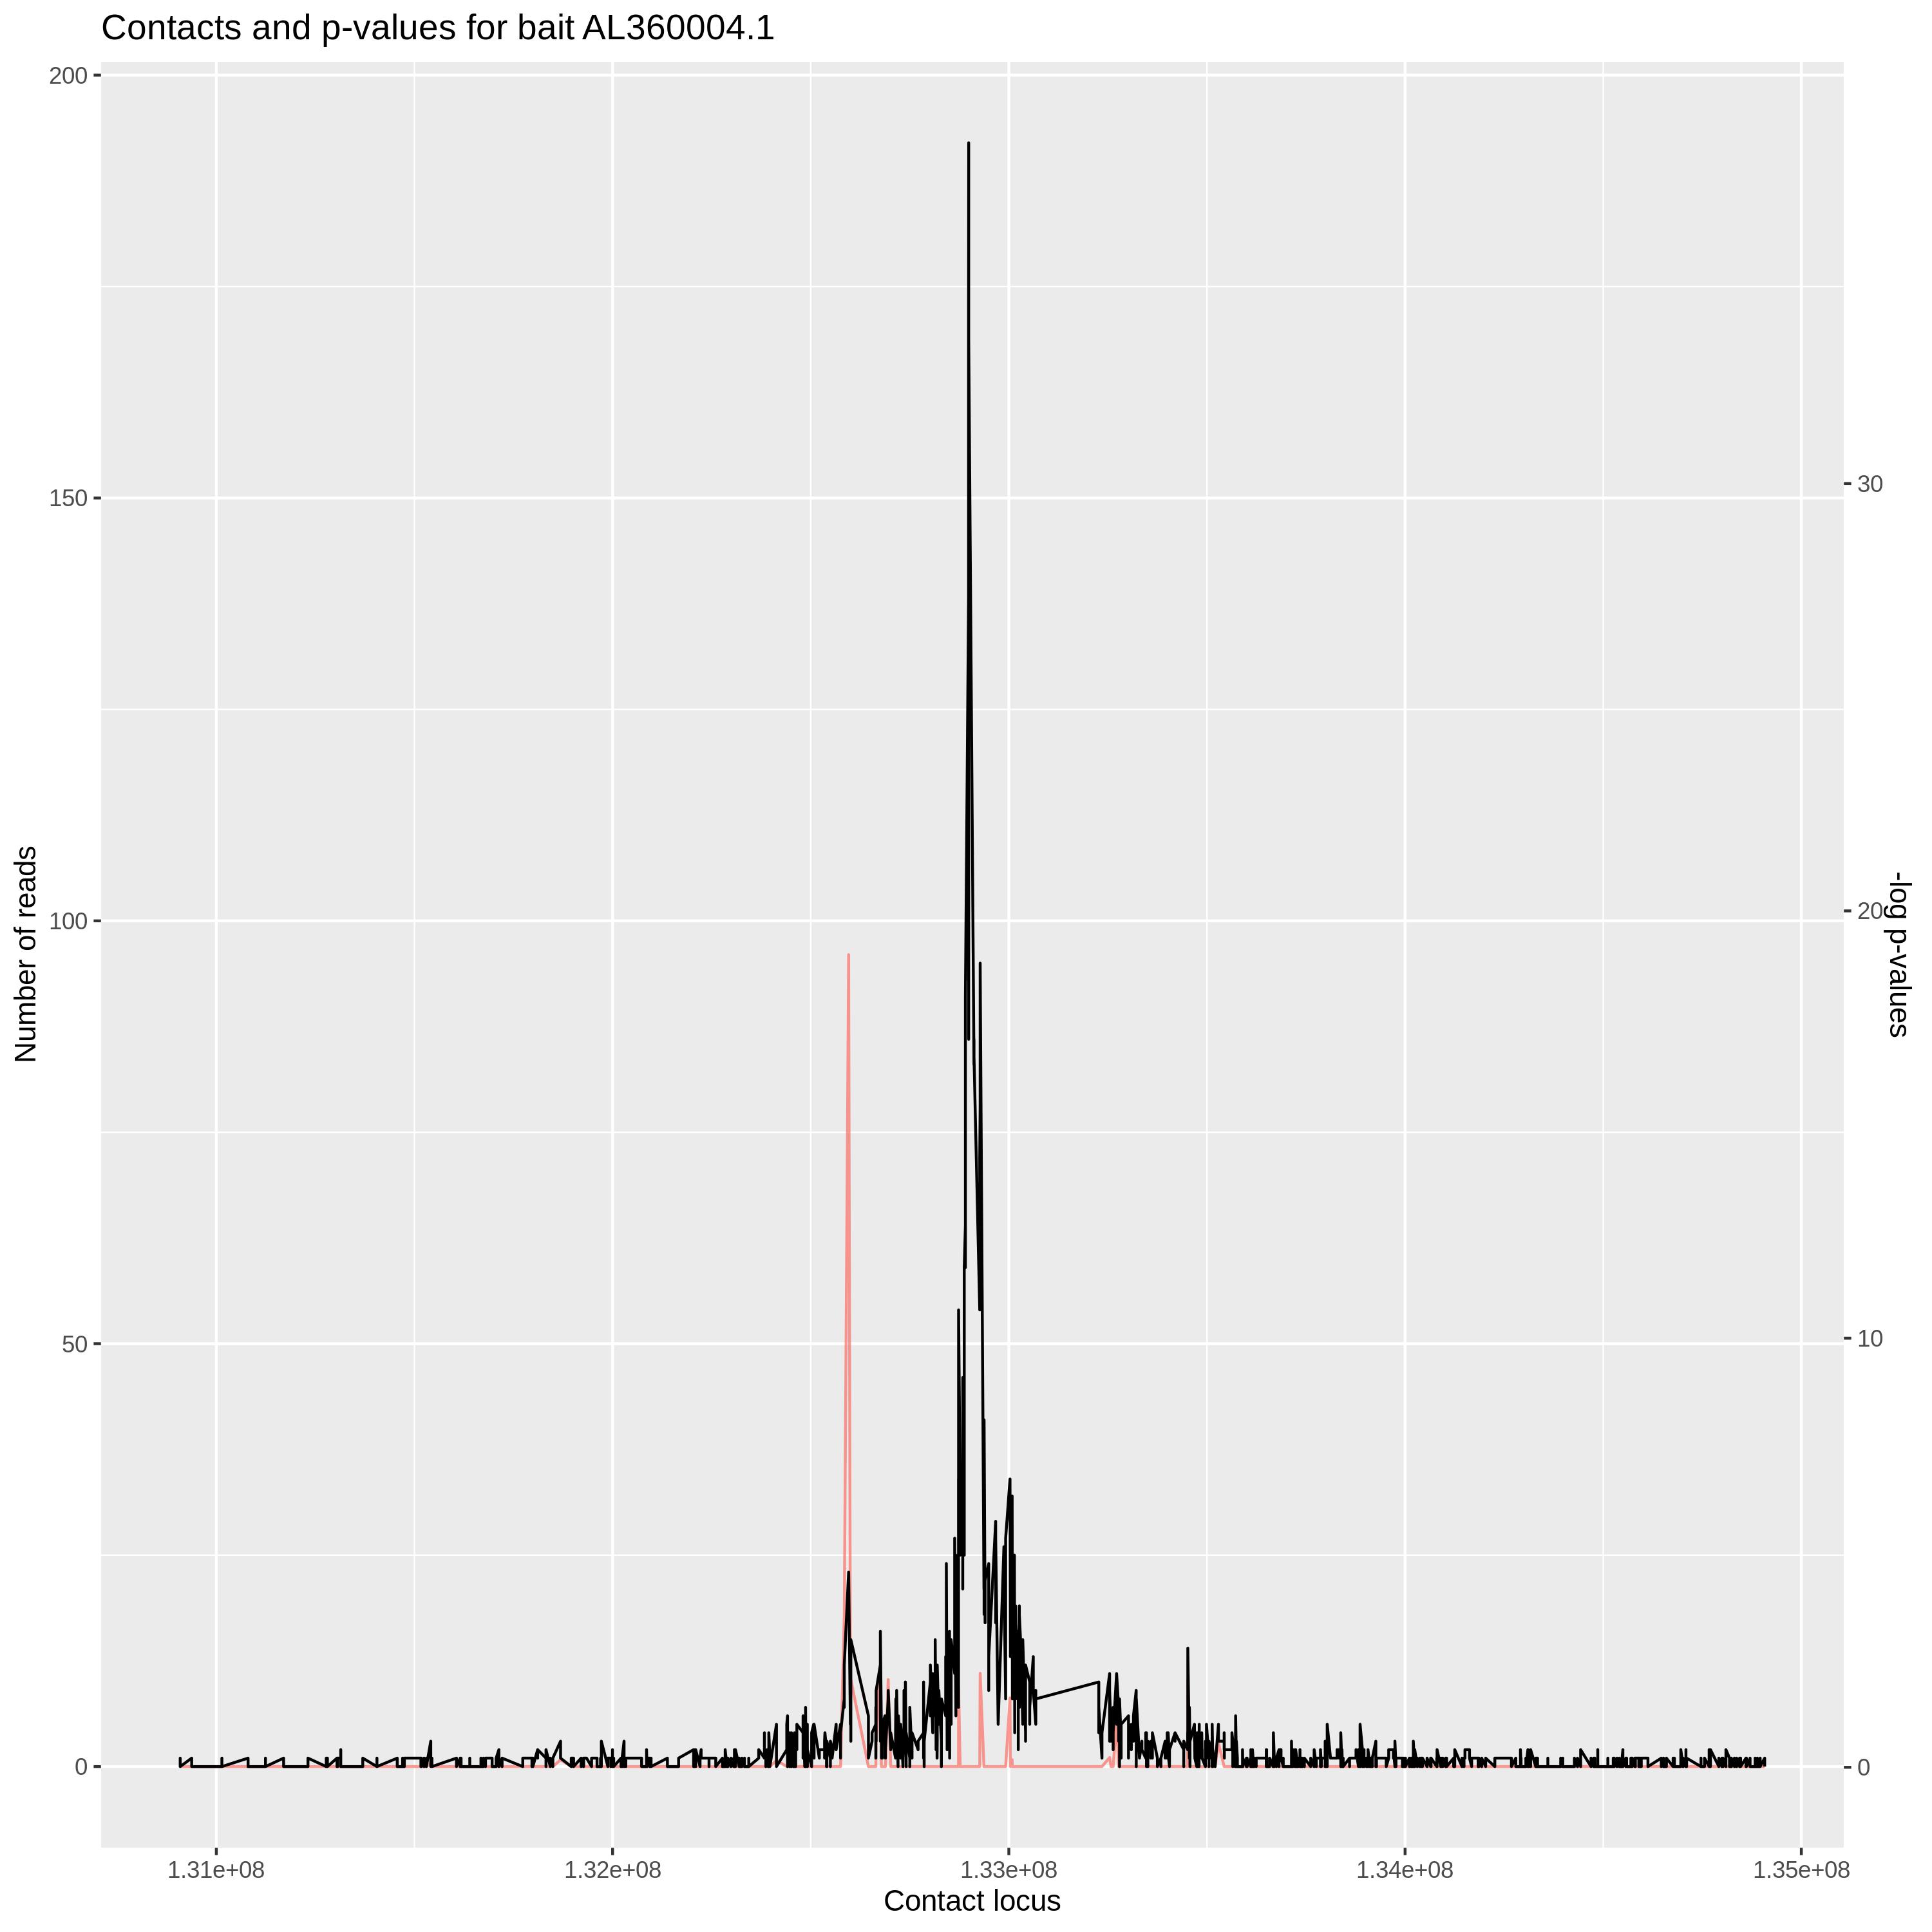 Contacts and p-values for bait AL360004.1
200
150
100
50
0
Number of reads
30
20
10
0
-log p-values
1.31e+08
1.32e+08
1.33e+08
1.34e+08
1.35e+08
Contact locus